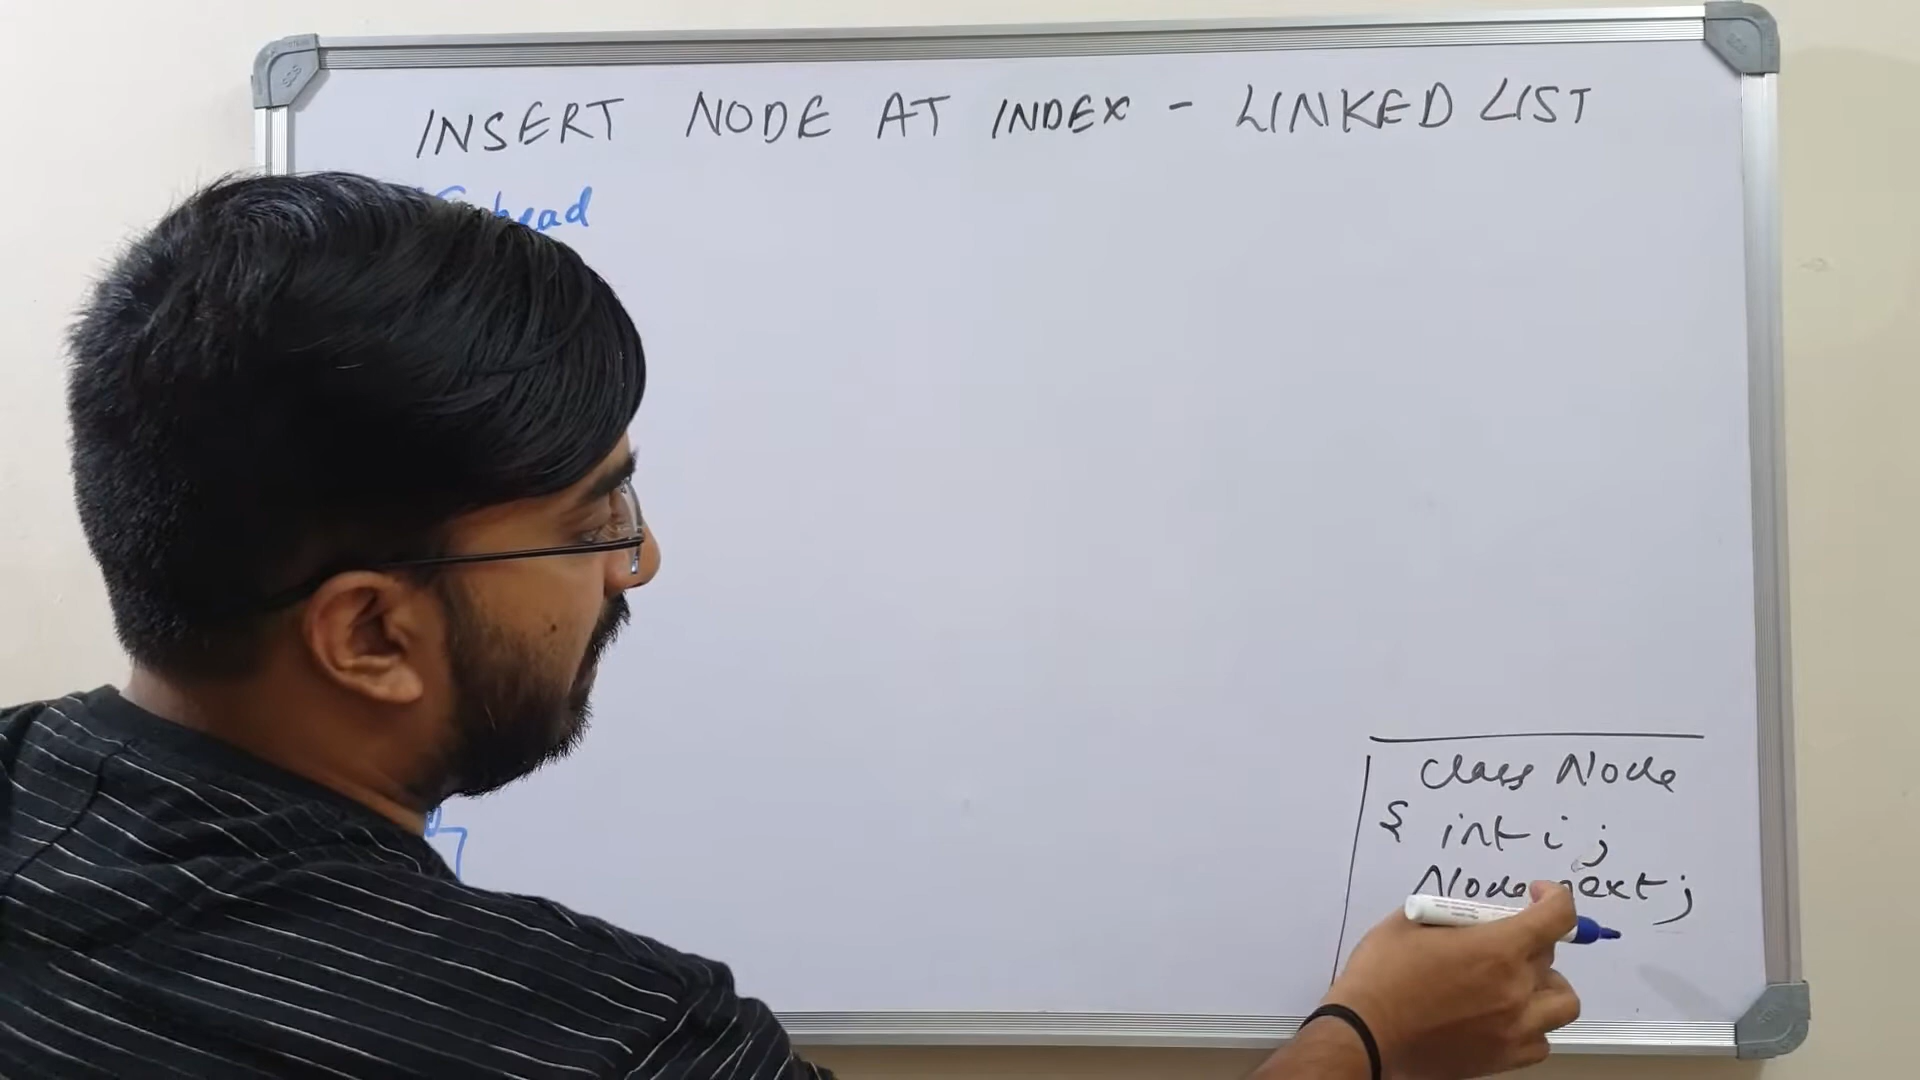 INSERT NODE AT INDEX - LINKED LIST
head
class Node
{ int i ;
Node next ;